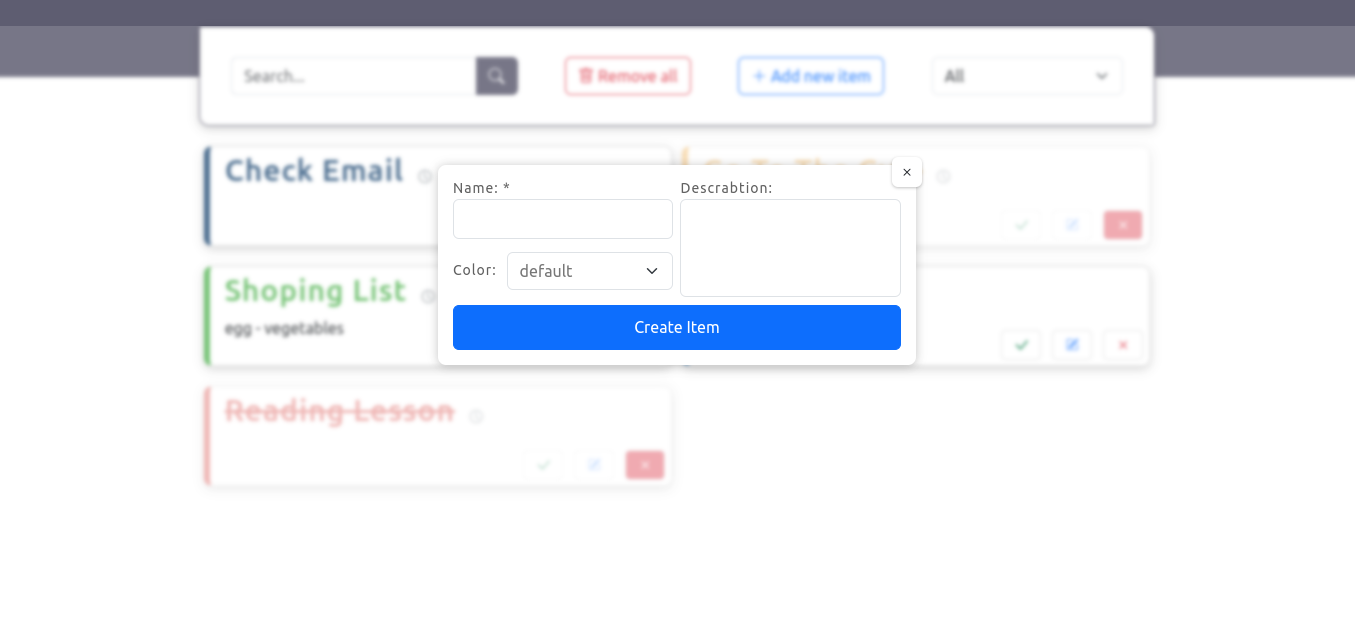 Search...
Remove all
+ Add new item
All
Check Email
Name: *
Descrabtion:
×
Color:
default
Shoping List
egg - vegetables
Create Item
Reading Lesson